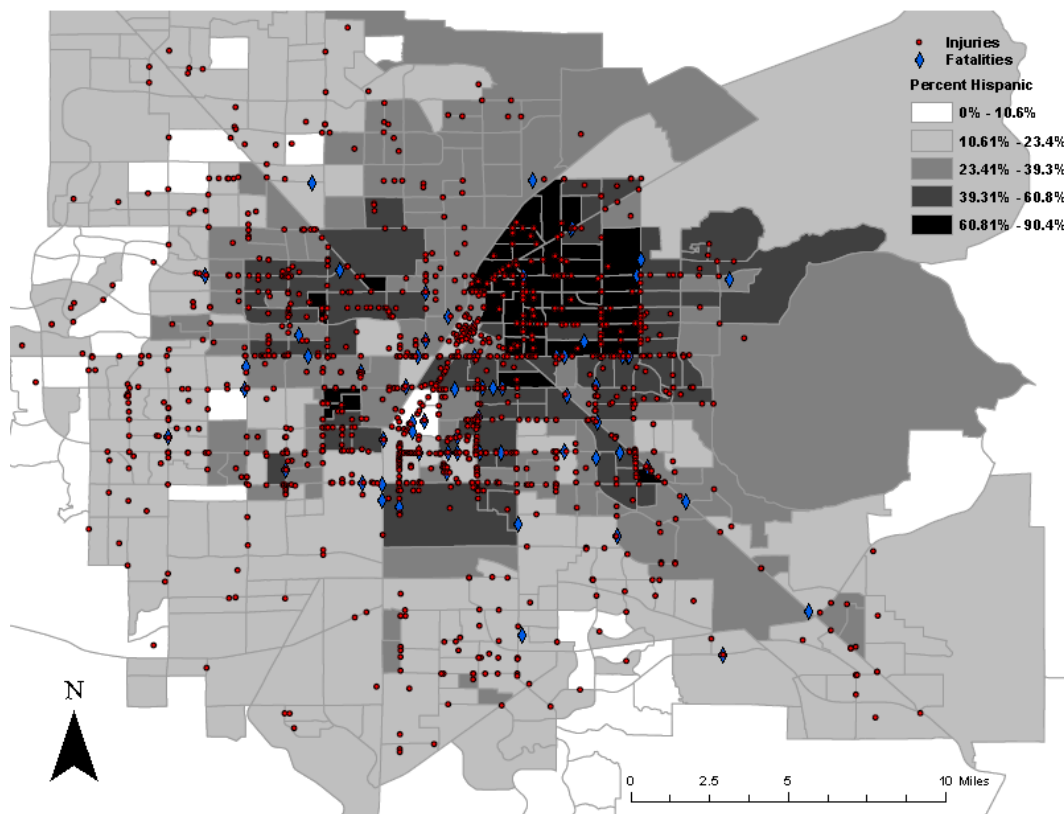 Injuries
Fatalities
Percent Hispanic
0% - 10.6%
10.61% - 23.4%
23.41% - 39.3%
39.31% - 60.8%
60.81% - 90.4%
N
0 2.5 5 10 Miles